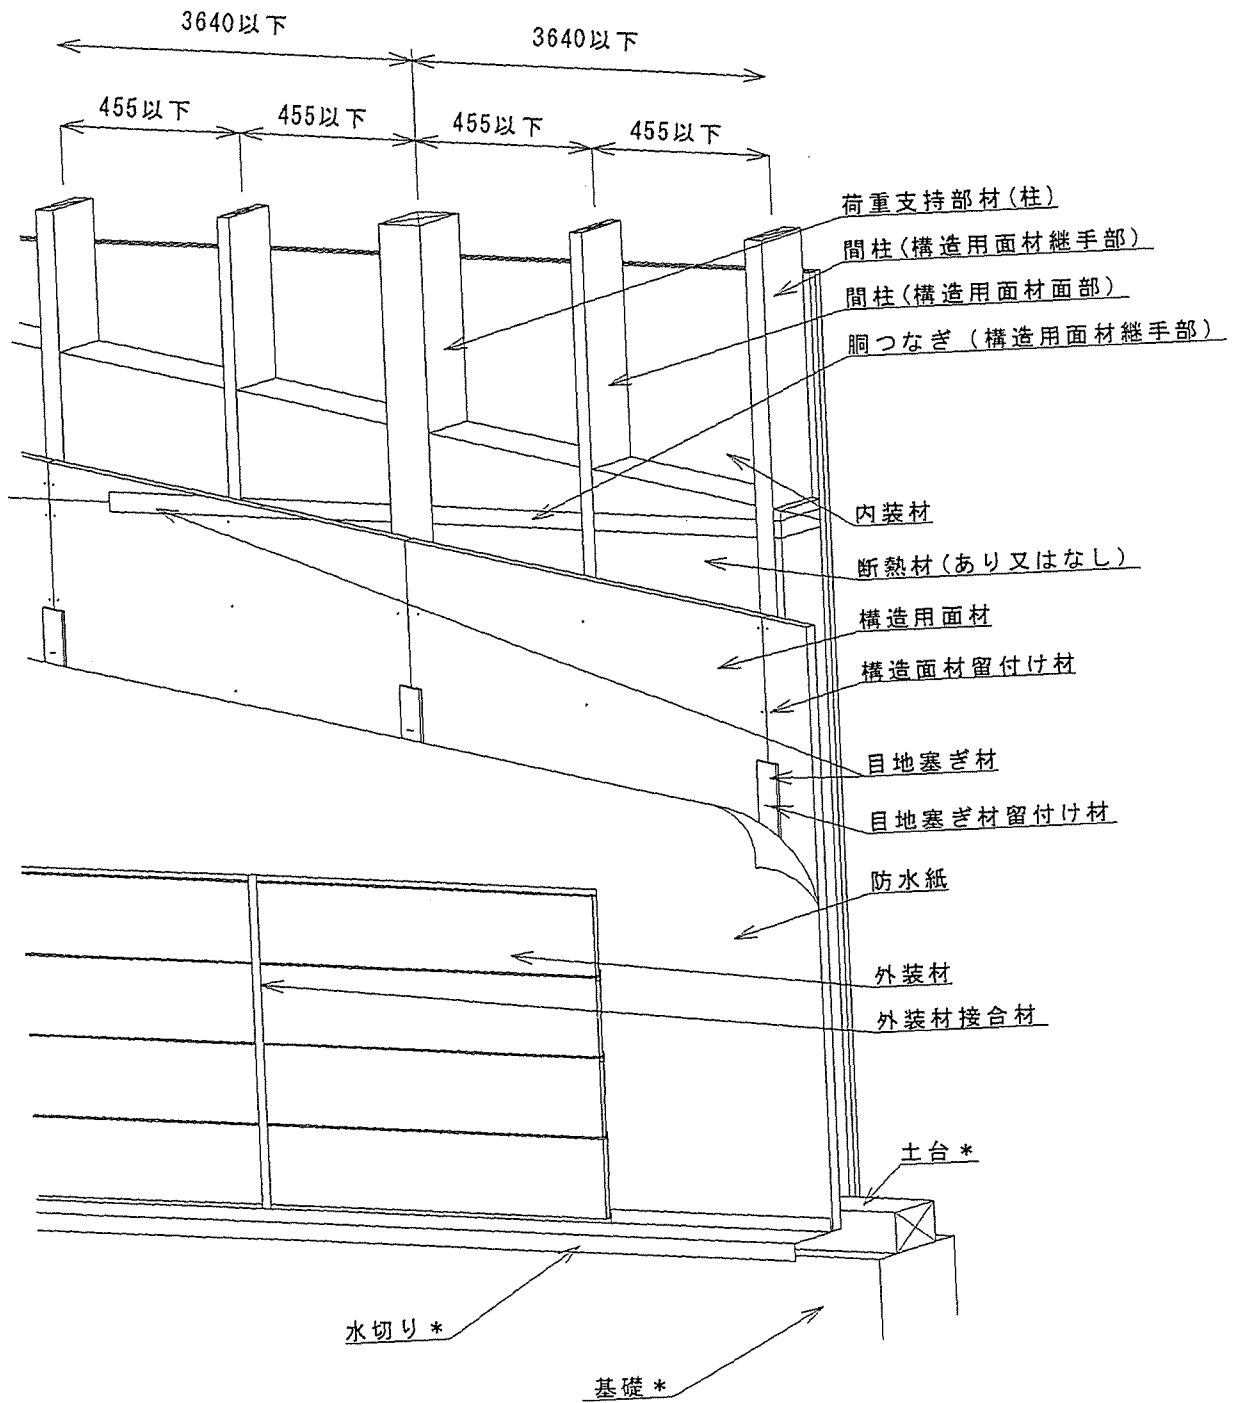 3640以下
3640以下
455以下
455以下
455以下
455以下
荷重支持部材(柱)
間柱(構造用面材継手部)
間柱(構造用面材面部)
胴つなぎ(構造用面材継手部)
内装材
断熱材(あり又はなし)
構造用面材
構造面材留付け材
目地塞ぎ材
目地塞ぎ材留付け材
防水紙
外装材
外装材接合材
土台*
水切り*
基礎*